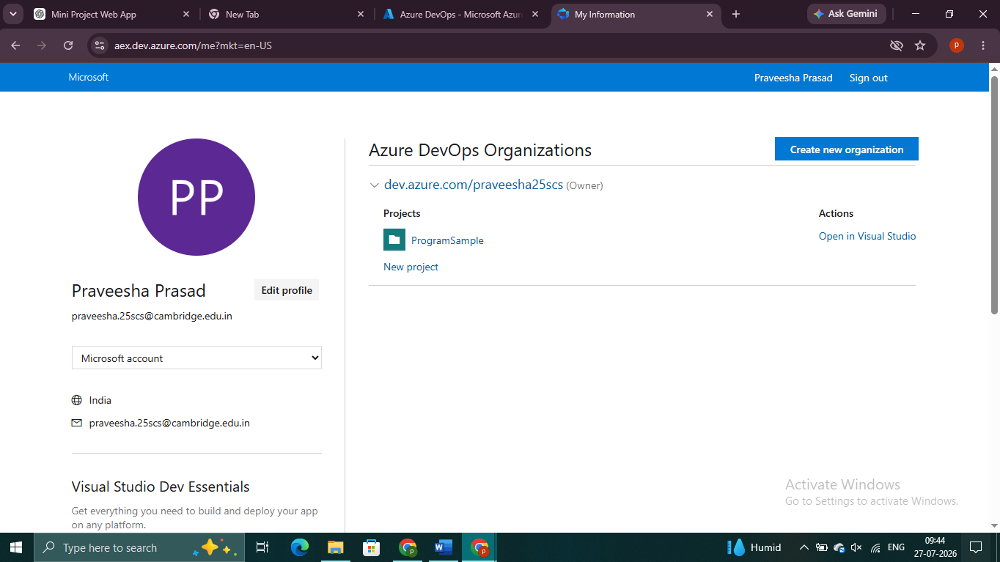 Mini Project Web App
New Tab
Azure DevOps - Microsoft Azur
My Information
Ask Gemini
aex.dev.azure.com/me?mkt=en-US
P
Microsoft
Praveesha Prasad
Sign out
PP
Praveesha Prasad
Edit profile
praveesha.25scs@cambridge.edu.in
Microsoft account
India
praveesha.25scs@cambridge.edu.in
Visual Studio Dev Essentials
Get everything you need to build and deploy your app
on any platform.
Azure DevOps Organizations
Create new organization
dev.azure.com/praveesha25scs (Owner)
Projects
Actions
ProgramSample
Open in Visual Studio
New project
Activate Windows
Go to Settings to activate Windows.
Type here to search
Humid
ENG
09:44
27-07-2026